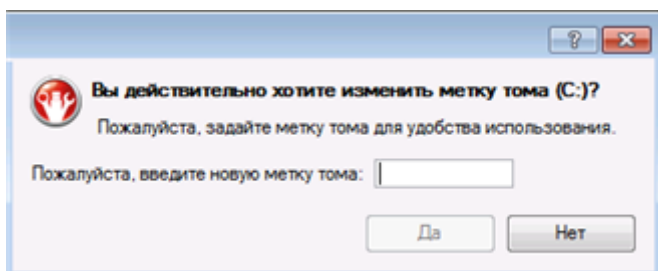 ?
Вы действительно хотите изменить метку тома (C:)?
Пожалуйста, задайте метку тома для удобства использования.
Пожалуйста, введите новую метку тома:
Да Нет